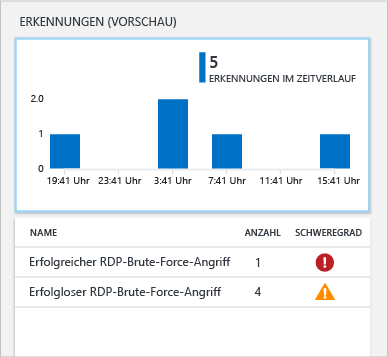 ERKENNUNGEN (VORSCHAU)
5
ERKENNUNGEN IM ZEITVERLAUF
2.0
1
0
19:41 Uhr 23:41 Uhr 3:41 Uhr 7:41 Uhr 11:41 Uhr 15:41 Uhr
NAME ANZAHL SCHWEREGRAD
Erfolgreicher RDP-Brute-Force-Angriff 1
Erfolgloser RDP-Brute-Force-Angriff 4